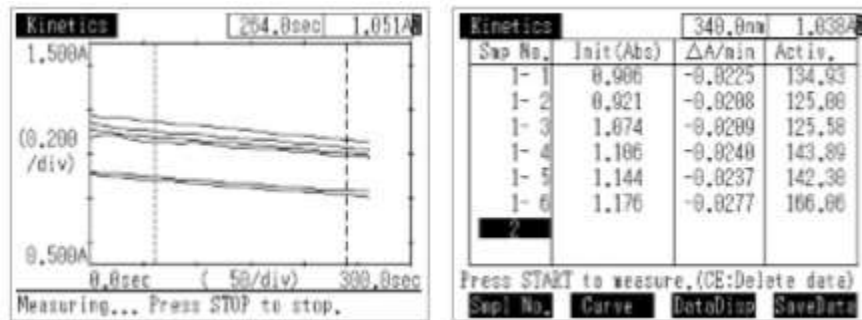 Kinetics 264.0sec 1.051A
1.500A
(0.200
/div)
0.500A
0.0sec ( 50/div) 300.0sec
Measuring... Press STOP to stop.
Kinetics 340.0nm 1.038A
Smp No. Init(Abs) △A/min Activ.
1- 1 0.906 -0.0225 134.93
1- 2 0.921 -0.0208 125.00
1- 3 1.074 -0.0209 125.58
1- 4 1.106 -0.0240 143.89
1- 5 1.144 -0.0237 142.30
1- 6 1.176 -0.0277 166.06
2
Press START to measure.(CE:Delete data)
Smpl No. Curve DataDisp SaveData